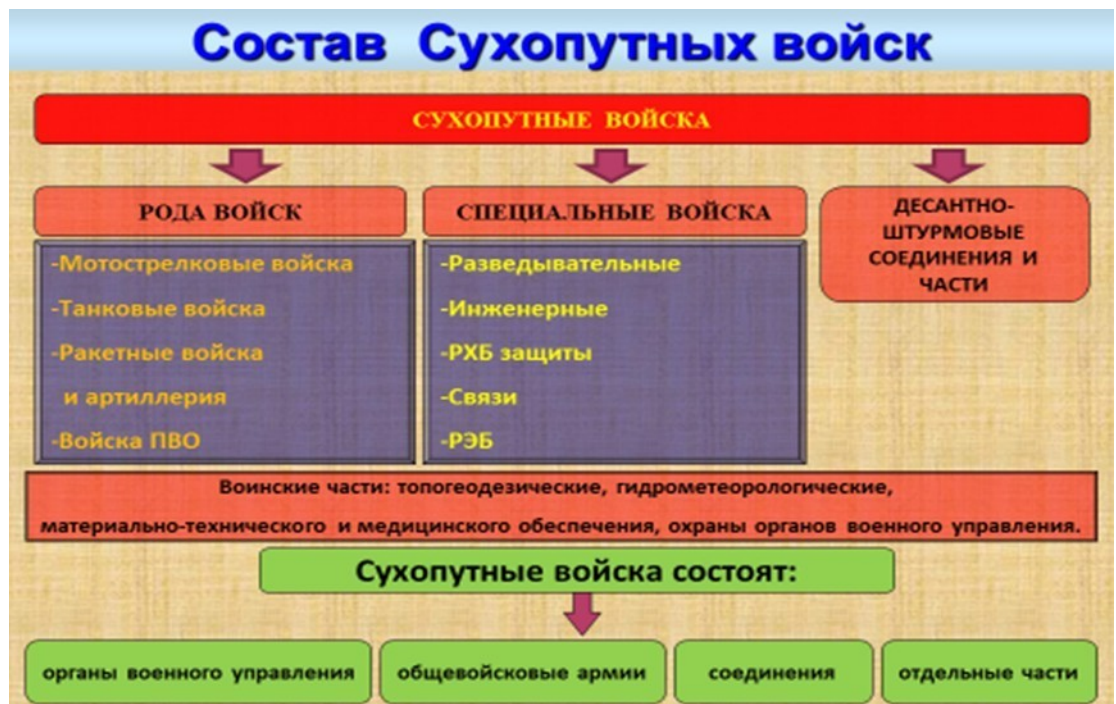 Состав Сухопутных войск
СУХОПУТНЫЕ ВОЙСКА
РОДА ВОЙСК
-Мотострелковые войска
-Танковые войска
-Ракетные войска
и артиллерия
-Войска ПВО
СПЕЦИАЛЬНЫЕ ВОЙСКА
-Разведывательные
-Инженерные
-РХБ защиты
-Связи
-РЭБ
ДЕСАНТНО-
ШТУРМОВЫЕ
СОЕДИНЕНИЯ И
ЧАСТИ
Воинские части: топогеодезические, гидрометеорологические,
материально-технического и медицинского обеспечения, охраны органов военного управления.
Сухопутные войска состоят:
органы военного управления
общевойсковые армии
соединения
отдельные части